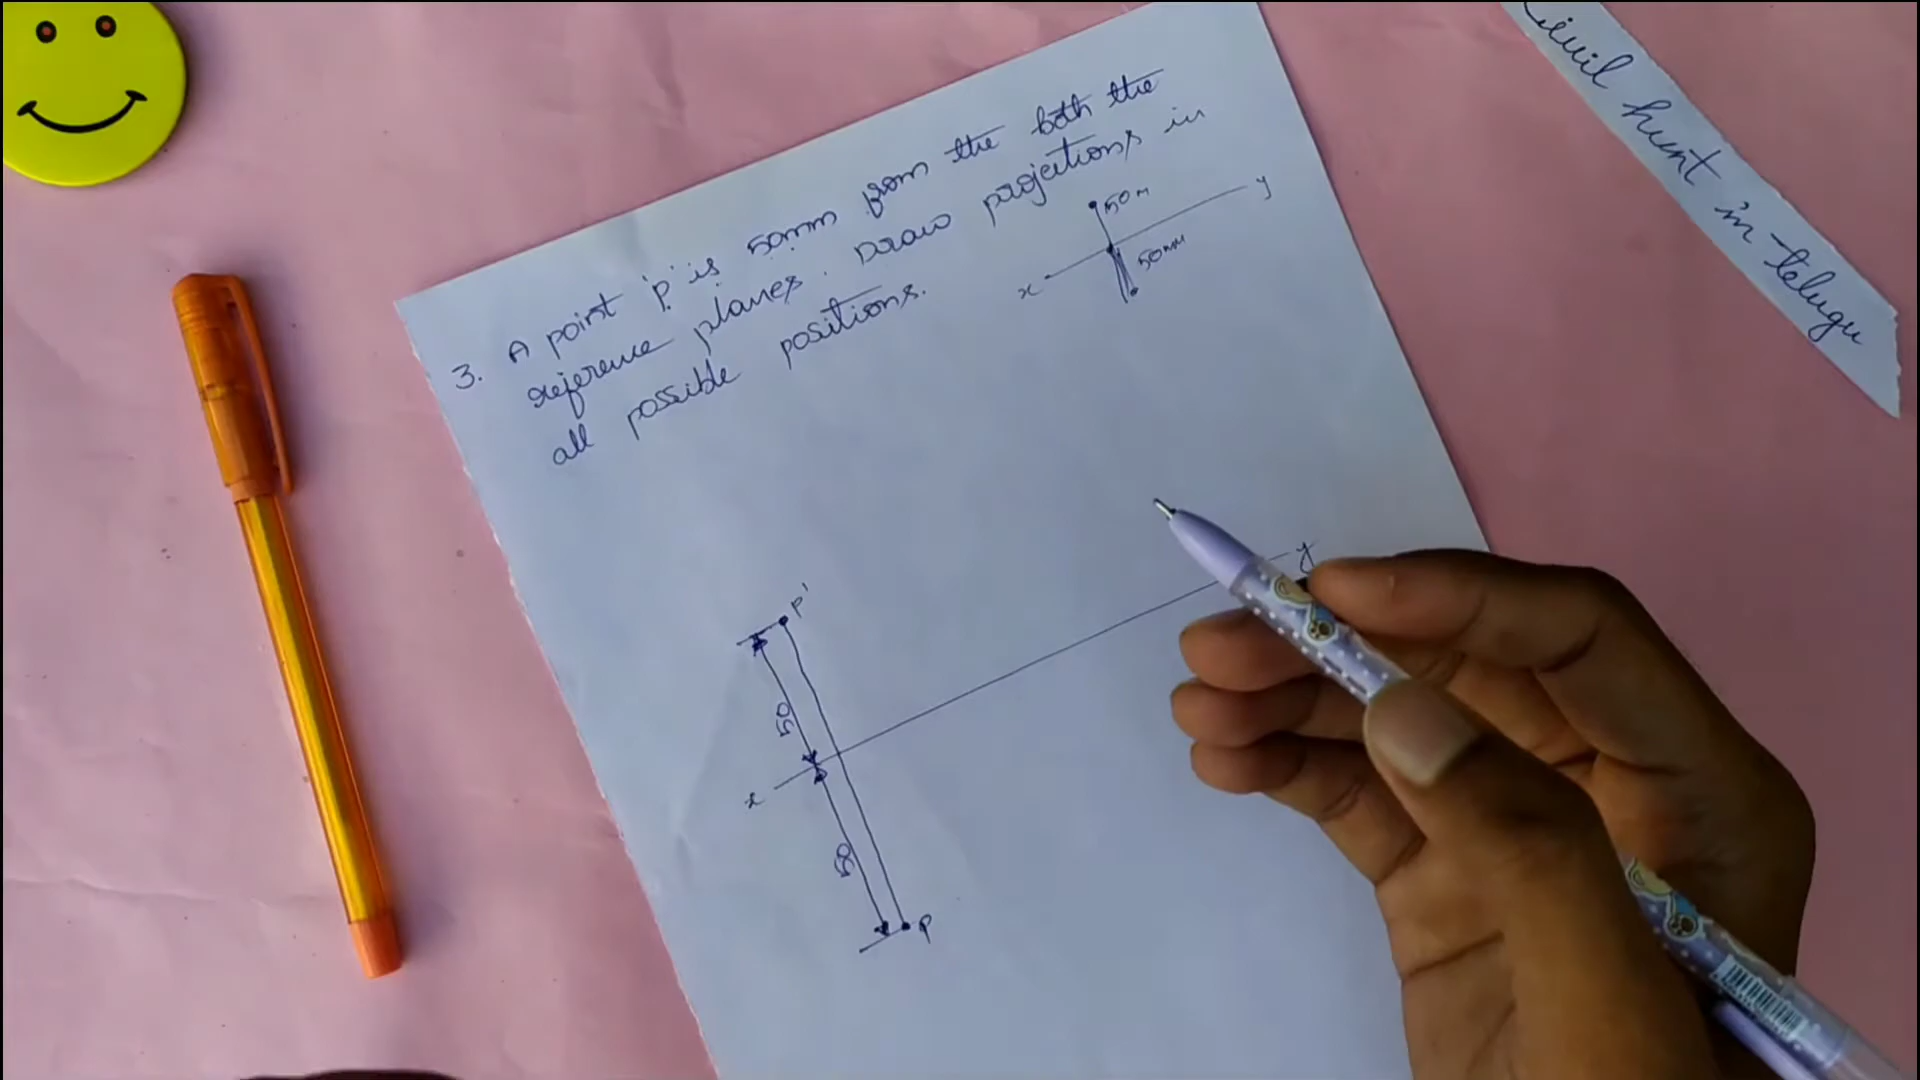 3. A point 'P' is 50mm from the both the
reference planes. Draw projections in
all possible positions.
50M
y
x
50MM
y
P'
50
x
50
P
Civil hunt in telugu